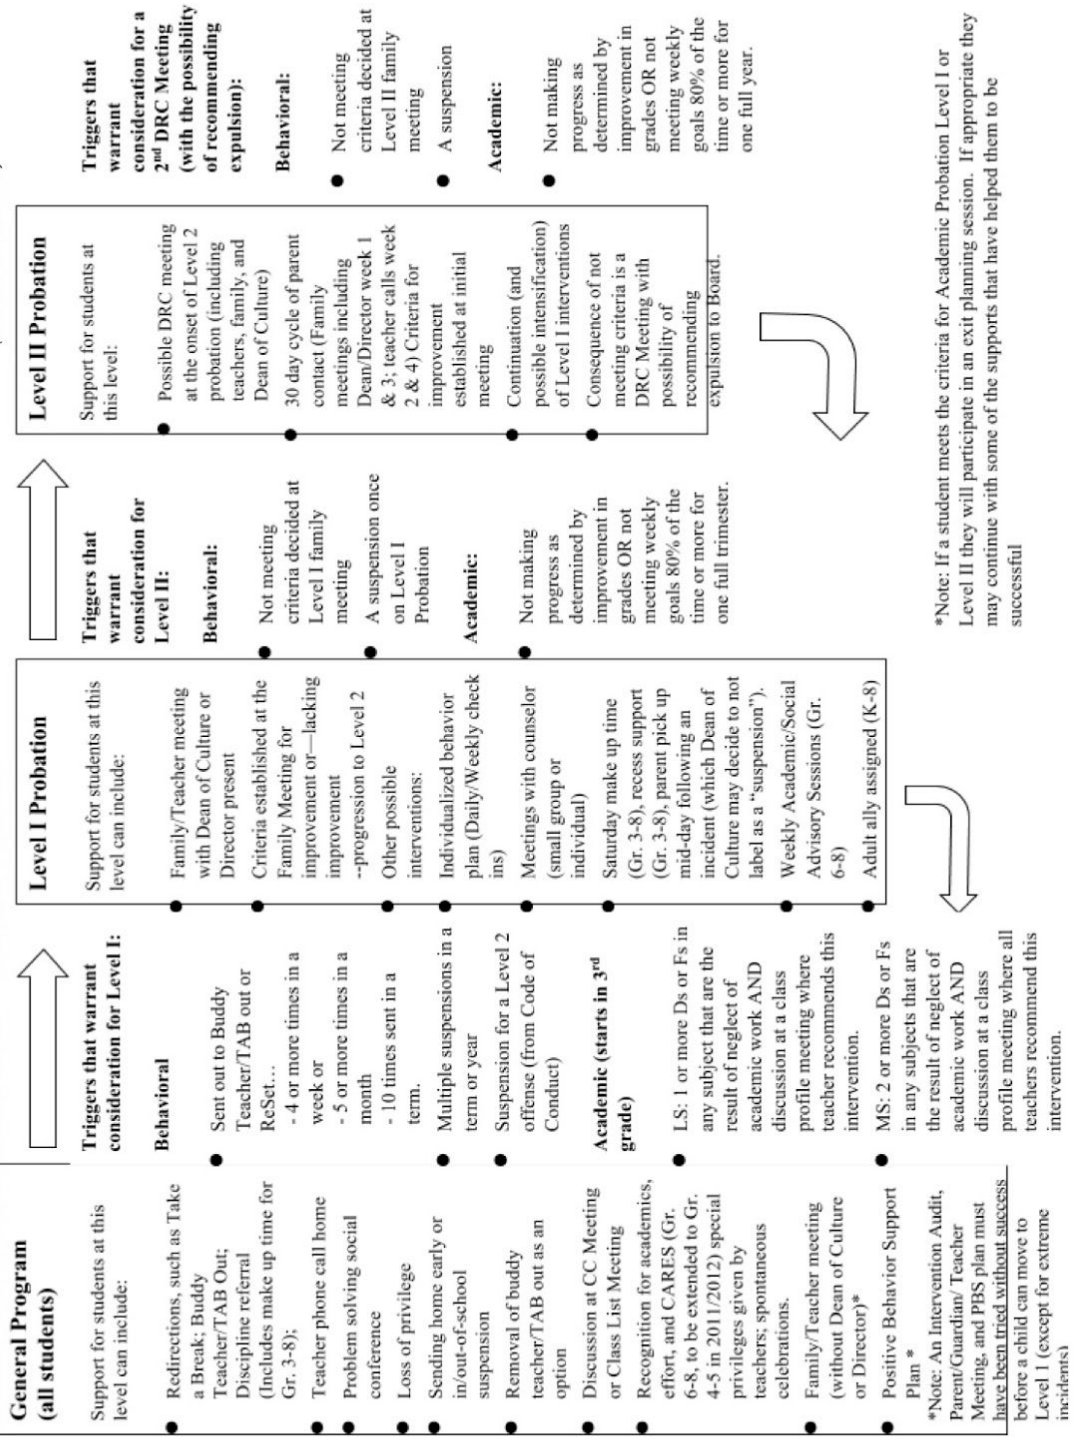 General Program
(all students)
Support for students at this
level can include:
● Redirections, such as Take
a Break; Buddy
Teacher/TAB Out;
Discipline referral
(Includes make up time for
Gr. 3-8);
● Teacher phone call home
● Problem solving social
conference
● Loss of privilege
● Sending home early or
in/out-of-school
suspension
● Removal of buddy
teacher/TAB out as an
option
● Discussion at CC Meeting
or Class List Meeting
● Recognition for academics,
effort, and CARES (Gr.
6-8, to be extended to Gr.
4-5 in 2011/2012) special
privileges given by
teachers; spontaneous
celebrations.
● Family/Teacher meeting
(without Dean of Culture
or Director)*
● Positive Behavior Support
Plan *
*Note: An Intervention Audit,
Parent/Guardian/ Teacher
Meeting, and PBS plan must
have been tried without success
before a child can move to
Level 1 (except for extreme
incidents)
Triggers that warrant
consideration for Level I:
Behavioral
● Sent out to Buddy
Teacher/TAB out or
ReSet...
- 4 or more times in a
week or
- 5 or more times in a
month
- 10 times sent in a
term.
● Multiple suspensions in a
term or year
● Suspension for a Level 2
offense (from Code of
Conduct)
Academic (starts in 3rd
grade)
● LS: 1 or more Ds or Fs in
any subject that are the
result of neglect of
academic work AND
discussion at a class
profile meeting where
teacher recommends this
intervention.
● MS: 2 or more Ds or Fs
in any subjects that are
the result of neglect of
academic work AND
discussion at a class
profile meeting where all
teachers recommend this
intervention.
Level I Probation
Support for students at this
level can include:
● Family/Teacher meeting
with Dean of Culture or
Director present
● Criteria established at the
Family Meeting for
improvement or—lacking
improvement
--progression to Level 2
● Other possible
interventions:
● Individualized behavior
plan (Daily/Weekly check
ins)
● Meetings with counselor
(small group or
individual)
● Saturday make up time
(Gr. 3-8), recess support
(Gr. 3-8), parent pick up
mid-day following an
incident (which Dean of
Culture may decide to not
label as a “suspension”).
● Weekly Academic/Social
Advisory Sessions (Gr.
6-8)
● Adult ally assigned (K-8)
Triggers that
warrant
consideration for
Level II:
Behavioral:
● Not meeting
criteria decided at
Level I family
meeting
● A suspension once
on Level I
Probation
Academic:
● Not making
progress as
determined by
improvement in
grades OR not
meeting weekly
goals 80% of the
time or more for
one full trimester.
Level II Probation
Support for students at
this level:
● Possible DRC meeting
at the onset of Level 2
probation (including
teachers, family, and
Dean of Culture)
● 30 day cycle of parent
contact (Family
meetings including
Dean/Director week 1
& 3; teacher calls week
2 & 4) Criteria for
improvement
established at initial
meeting
● Continuation (and
possible intensification)
of Level I interventions
● Consequence of not
meeting criteria is a
DRC Meeting with
possibility of
recommending
expulsion to Board.
Triggers that
warrant
consideration for a
2nd DRC Meeting
(with the possibility
of recommending
expulsion):
Behavioral:
● Not meeting
criteria decided at
Level II family
meeting
● A suspension
Academic:
● Not making
progress as
determined by
improvement in
grades OR not
meeting weekly
goals 80% of the
time or more for
one full year.
*Note: If a student meets the criteria for Academic Probation Level I or
Level II they will participate in an exit planning session. If appropriate they
may continue with some of the supports that have helped them to be
successful